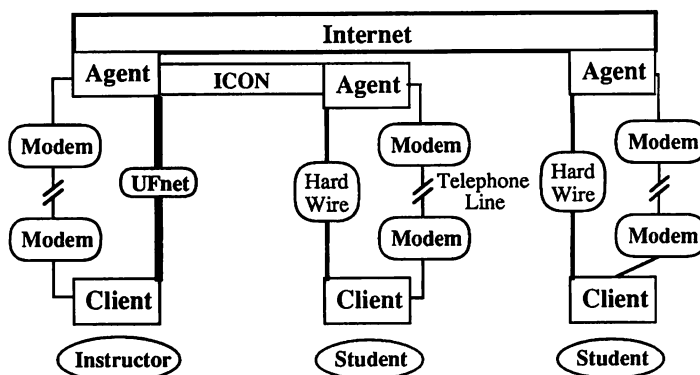 Internet
Agent
ICON
Agent
Agent
Modem
Modem
Modem
UFnet
Hard
Wire
Telephone
Line
Hard
Wire
Modem
Modem
Modem
Client
Client
Client
Instructor
Student
Student